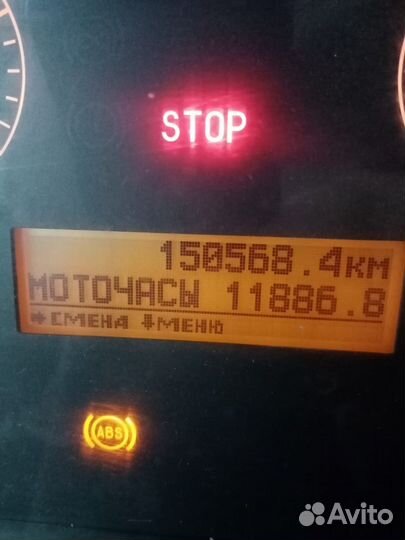 STOP
150568.4км
МОТОЧАСЫ 11886.8
СМЕНА МЕНЮ
ABS
Avito